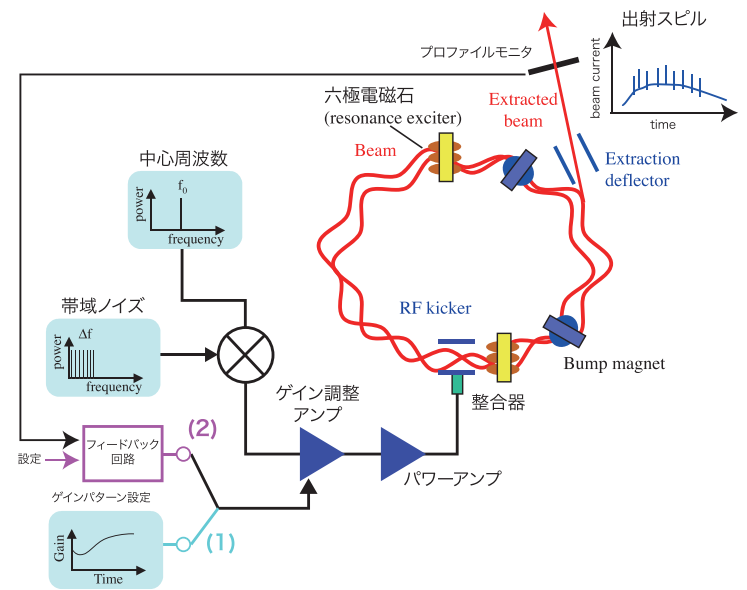 出射スピル
beam current
time
プロファイルモニタ
六極電磁石
(resonance exciter)
Extracted
beam
Beam
Extraction
deflector
中心周波数
power
f0
frequency
帯域ノイズ
power
Δf
frequency
RF kicker
Bump magnet
整合器
ゲイン調整
アンプ
パワーアンプ
(2)
設定
フィードバック
回路
ゲインパターン設定
Gain
Time
(1)